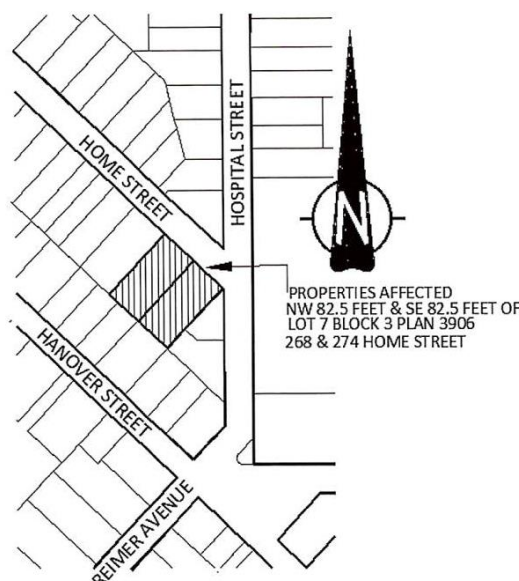 HOME STREET
HOSPITAL STREET
N
PROPERTIES AFFECTED
NW 82.5 FEET & SE 82.5 FEET OF
LOT 7 BLOCK 3 PLAN 3906
268 & 274 HOME STREET
HANOVER STREET
REIMER AVENUE